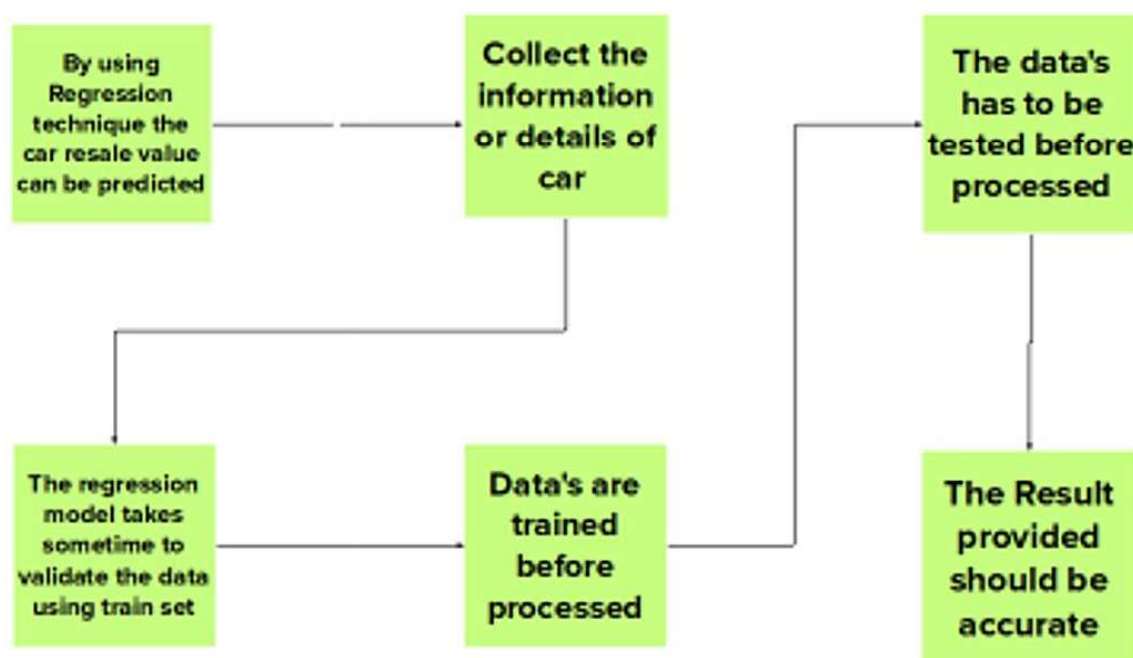 By using
Regression
technique the
car resale value
can be predicted
Collect the
information
or details of
car
The regression
model takes
sometime to
validate the data
using train set
Data's are
trained
before
processed
The data's
has to be
tested before
processed
The Result
provided
should be
accurate